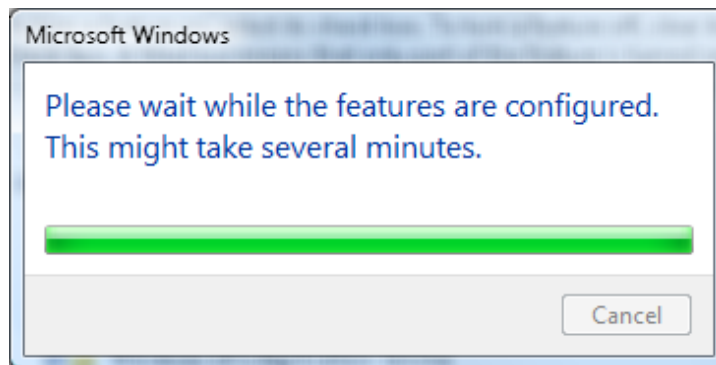 Microsoft Windows
Please wait while the features are configured.
This might take several minutes.
Cancel